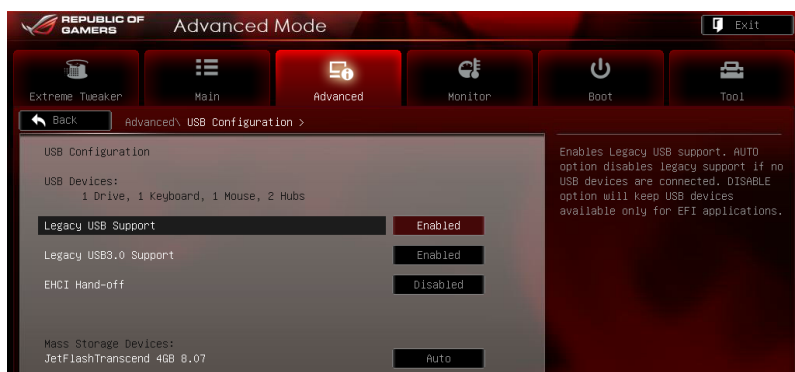 REPUBLIC OF
GAMERS
Advanced Mode
Exit
Extreme Tweaker
Main
Advanced
Monitor
Boot
Tool
Back
Advanced\ USB Configuration >
USB Configuration
USB Devices:
1 Drive, 1 Keyboard, 1 Mouse, 2 Hubs
Legacy USB Support Enabled
Legacy USB3.0 Support Enabled
EHCI Hand-off Disabled
Mass Storage Devices:
JetFlashTranscend 4GB 8.07 Auto
Enables Legacy USB support. AUTO
option disables legacy support if no
USB devices are connected. DISABLE
option will keep USB devices
available only for EFI applications.